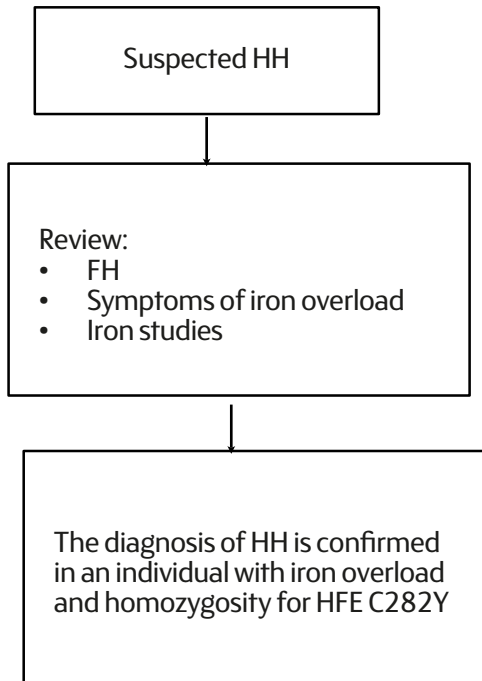 Suspected HH
Review:
• FH
• Symptoms of iron overload
• Iron studies
The diagnosis of HH is confirmed
in an individual with iron overload
and homozygosity for HFE C282Y